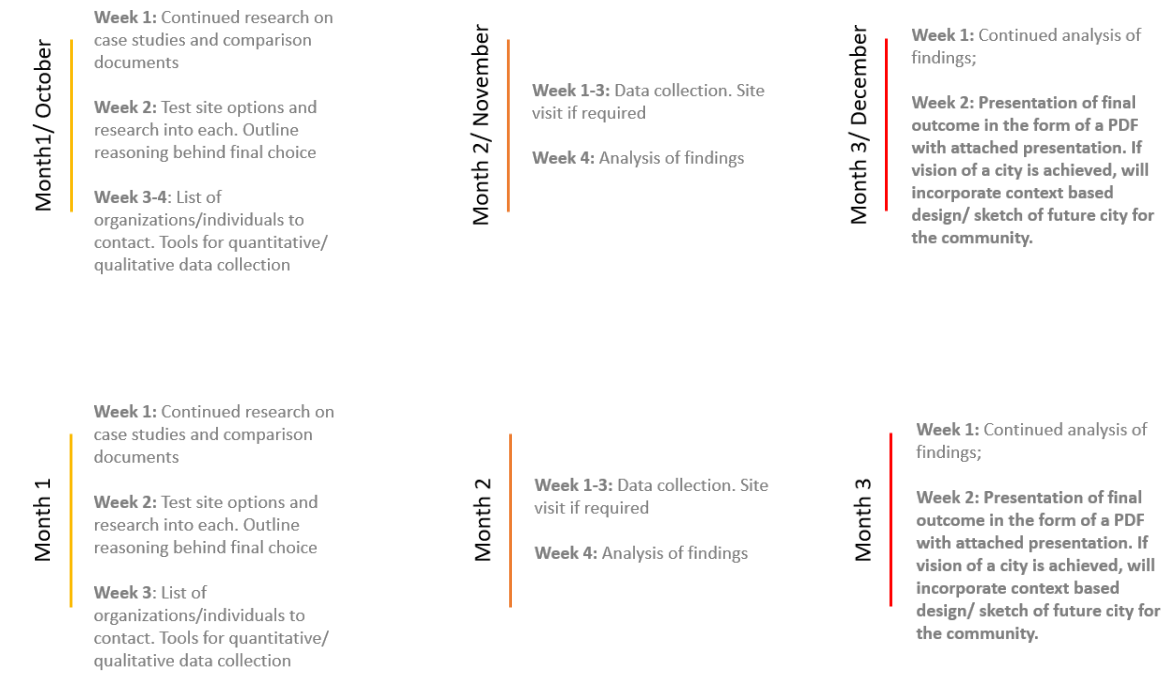 Month1/ October
Week 1: Continued research on
case studies and comparison
documents
Week 2: Test site options and
research into each. Outline
reasoning behind final choice
Week 3-4: List of
organizations/individuals to
contact. Tools for quantitative/
qualitative data collection
Month 2/ November
Week 1-3: Data collection. Site
visit if required
Week 4: Analysis of findings
Month 3/ December
Week 1: Continued analysis of
findings;
Week 2: Presentation of final
outcome in the form of a PDF
with attached presentation. If
vision of a city is achieved, will
incorporate context based
design/ sketch of future city for
the community.
Month 1
Week 1: Continued research on
case studies and comparison
documents
Week 2: Test site options and
research into each. Outline
reasoning behind final choice
Week 3: List of
organizations/individuals to
contact. Tools for quantitative/
qualitative data collection
Month 2
Week 1-3: Data collection. Site
visit if required
Week 4: Analysis of findings
Month 3
Week 1: Continued analysis of
findings;
Week 2: Presentation of final
outcome in the form of a PDF
with attached presentation. If
vision of a city is achieved, will
incorporate context based
design/ sketch of future city for
the community.